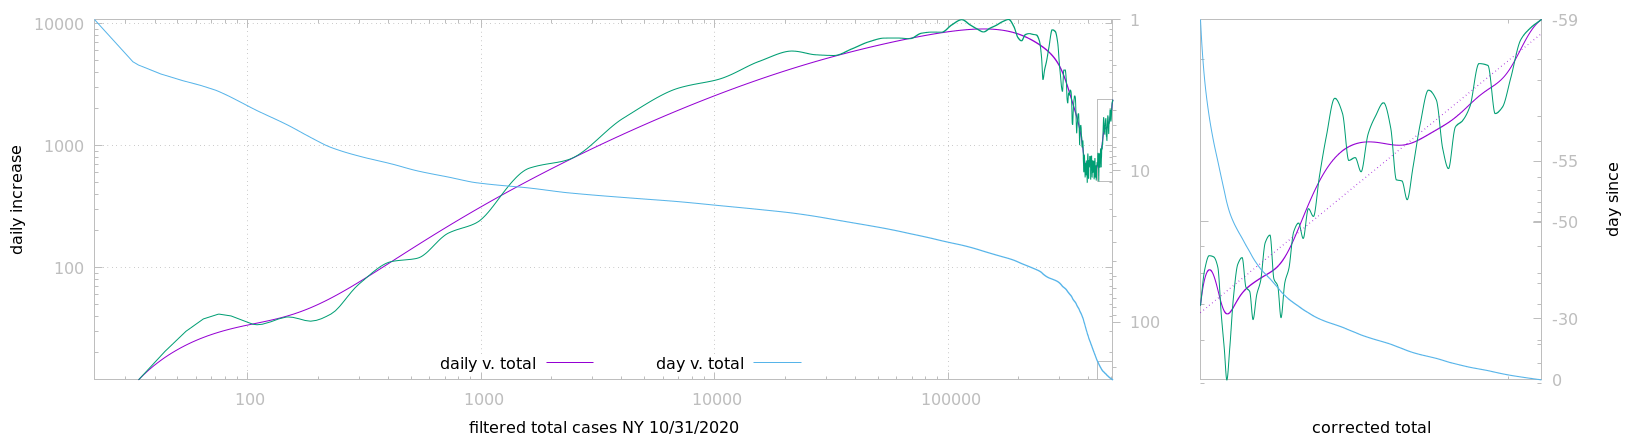 10000
1000
100
daily increase
1
10
100
daily v. total
day v. total
100
1000
10000
100000
filtered total cases NY 10/31/2020
-59
-55
-50
-30
0
day since
corrected total